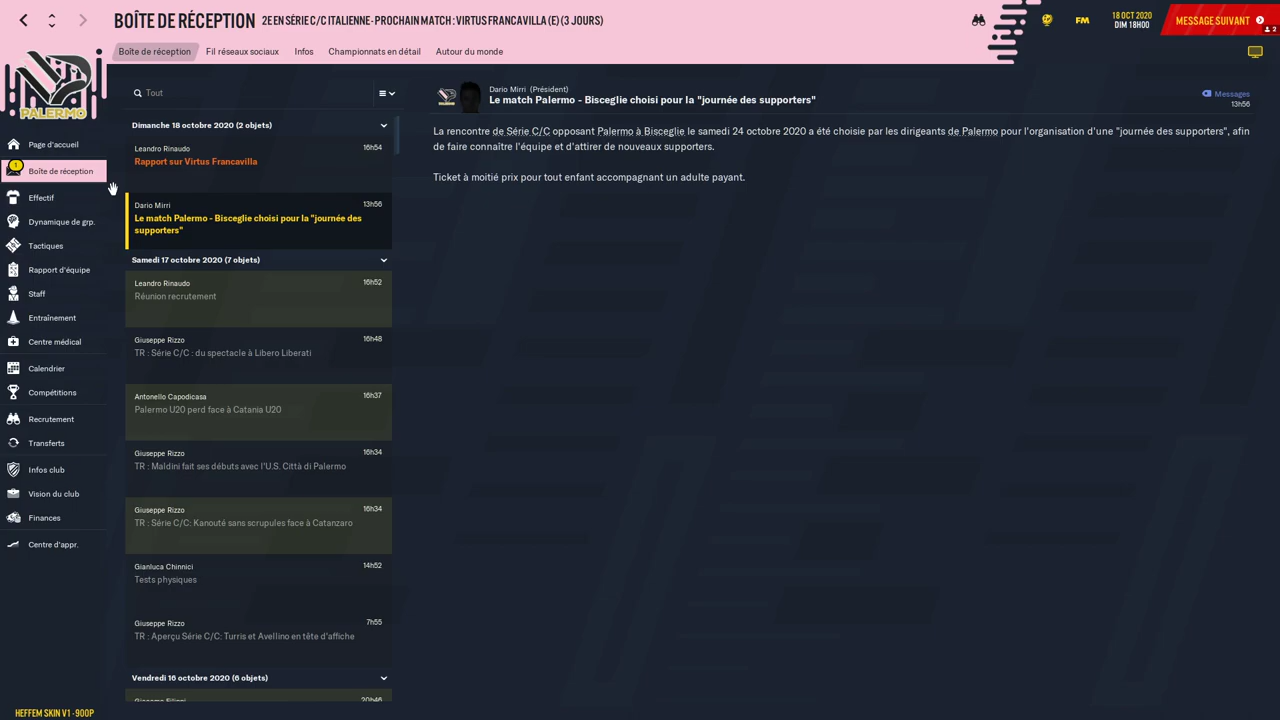 BOÎTE DE RÉCEPTION
2E EN SÉRIE C/C ITALIENNE - PROCHAIN MATCH : VIRTUS FRANCAVILLA (E) (3 JOURS)
FM
18 OCT 2020
DIM 18H00
MESSAGE SUIVANT
2
Boîte de réception
Fil réseaux sociaux
Infos
Championnats en détail
Autour du monde
PALERMO
Page d'accueil
1
Boîte de réception
Effectif
Dynamique de grp.
Tactiques
Rapport d'équipe
Staff
Entraînement
Centre médical
Calendrier
Compétitions
Recrutement
Transferts
Infos club
Vision du club
Finances
Centre d'appr.
HEFFEM SKIN V1 - 900P
Tout
Dimanche 18 octobre 2020 (2 objets)
Leandro Rinaudo 16h54
Rapport sur Virtus Francavilla
Dario Mirri 13h56
Le match Palermo - Bisceglie choisi pour la "journée des
supporters"
Samedi 17 octobre 2020 (7 objets)
Leandro Rinaudo 16h52
Réunion recrutement
Giuseppe Rizzo 16h48
TR : Série C/C : du spectacle à Libero Liberati
Antonello Capodicasa 16h37
Palermo U20 perd face à Catania U20
Giuseppe Rizzo 16h34
TR : Maldini fait ses débuts avec l'U.S. Città di Palermo
Giuseppe Rizzo 16h34
TR : Série C/C: Kanouté sans scrupules face à Catanzaro
Gianluca Chinnici 14h52
Tests physiques
Giuseppe Rizzo 7h55
TR : Aperçu Série C/C: Turris et Avellino en tête d'affiche
Vendredi 16 octobre 2020 (6 objets)
20h46
Dario Mirri (Président)
Le match Palermo - Bisceglie choisi pour la "journée des supporters"
Messages
13h56
La rencontre de Série C/C opposant Palermo à Bisceglie le samedi 24 octobre 2020 a été choisie par les dirigeants de Palermo pour l'organisation d'une "journée des supporters", afin
de faire connaître l'équipe et d'attirer de nouveaux supporters.
Ticket à moitié prix pour tout enfant accompagnant un adulte payant.